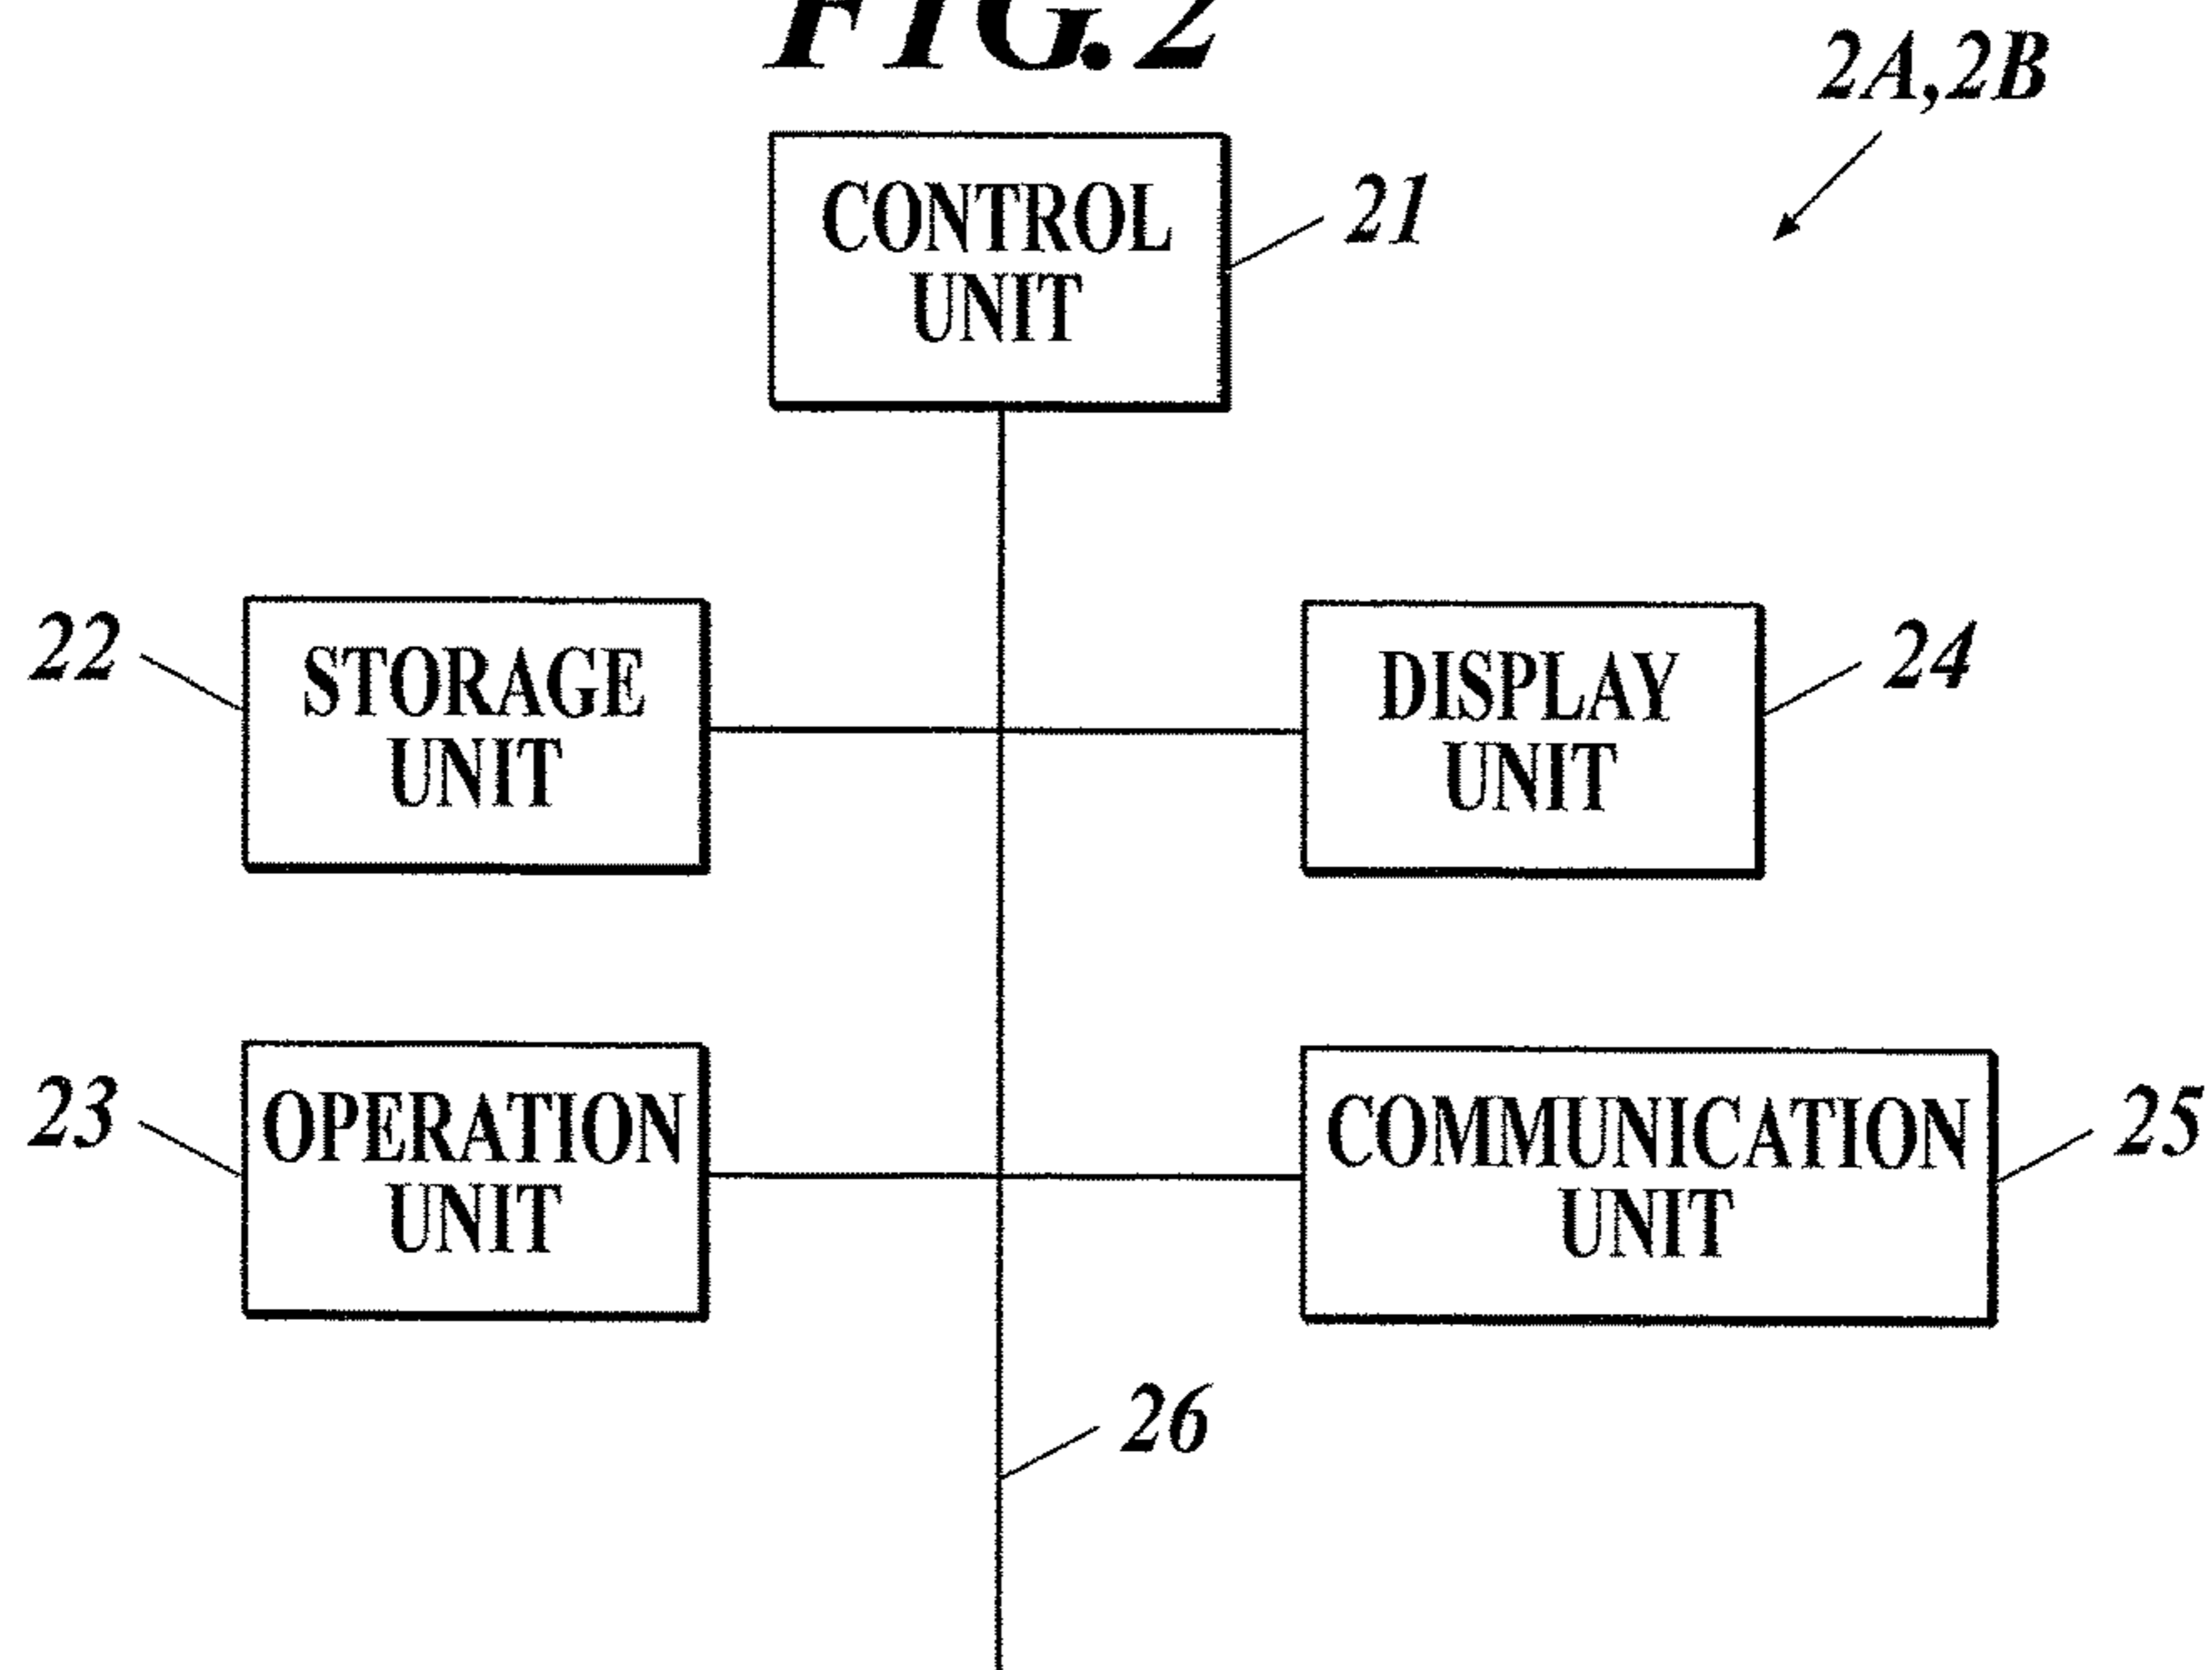 FIG. 2
2A,2B
CONTROL
UNIT
21
22
STORAGE
UNIT
DISPLAY
UNIT
24
23
OPERATION
UNIT
COMMUNICATION
UNIT
25
26